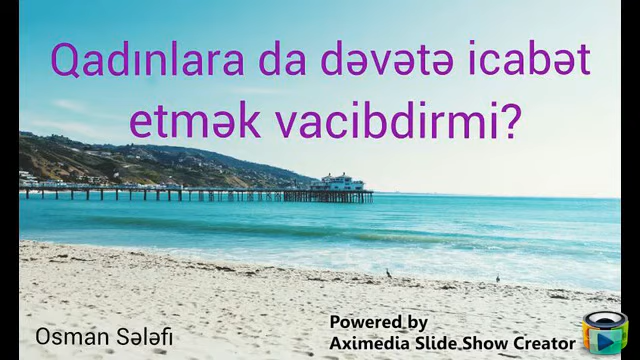 Qadınlara da dəvətə icabət
etmək vacibdirmi?
Osman Sələfi
Powered by
Aximedia Slide Show Creator